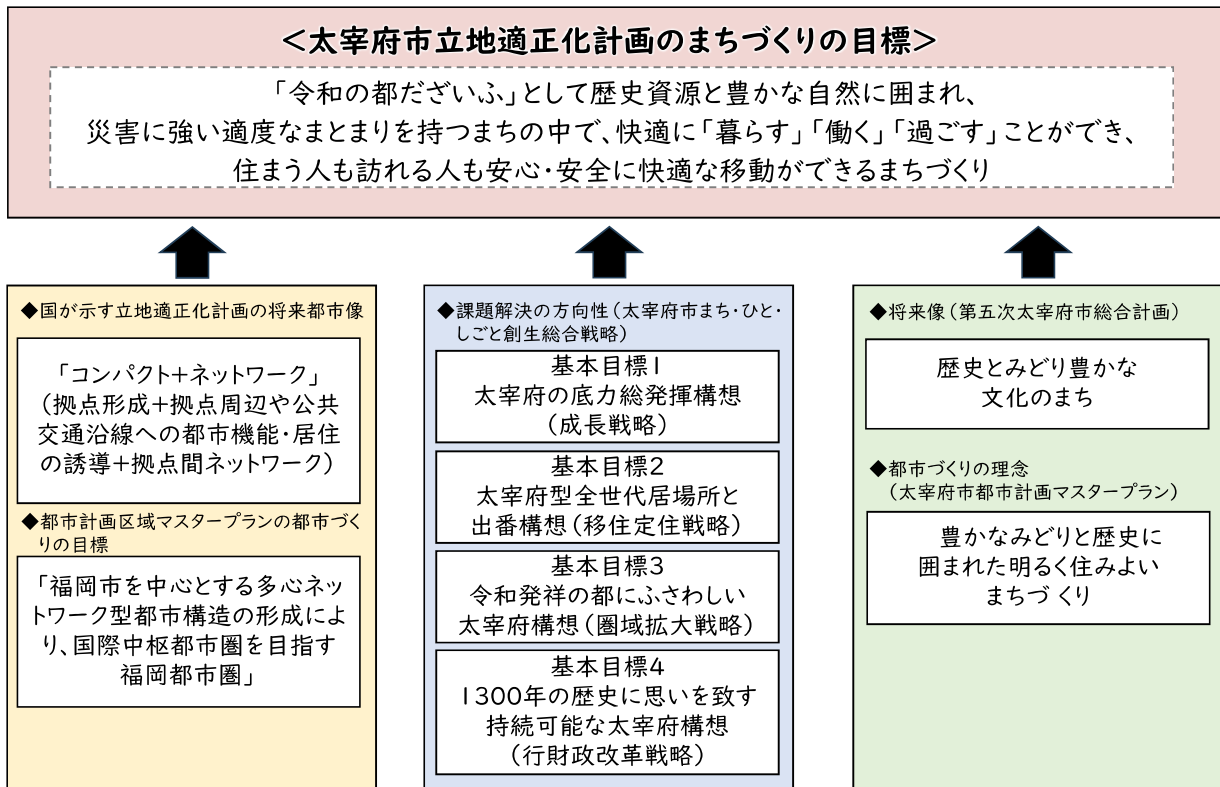 <太宰府市立地適正化計画のまちづくりの目標>
「令和の都だざいふ」として歴史資源と豊かな自然に囲まれ、
災害に強い適度なまとまりを持つまちの中で、快適に「暮らす」「働く」「過ごす」ことができ、
住まう人も訪れる人も安心・安全に快適な移動ができるまちづくり
◆国が示す立地適正化計画の将来都市像
「コンパクト+ネットワーク」
(拠点形成+拠点周辺や公共
交通沿線への都市機能・居住
の誘導+拠点間ネットワーク)
◆都市計画区域マスタープランの都市づく
りの目標
「福岡市を中心とする多心ネッ
トワーク型都市構造の形成によ
り、国際中枢都市圏を目指す
福岡都市圏」
◆課題解決の方向性(太宰府市まち・ひと・
しごと創生総合戦略)
基本目標1
太宰府の底力総発揮構想
(成長戦略)
基本目標2
太宰府型全世代居場所と
出番構想(移住定住戦略)
基本目標3
令和発祥の都にふさわしい
太宰府構想(圏域拡大戦略)
基本目標4
1300年の歴史に思いを致す
持続可能な太宰府構想
(行財政改革戦略)
◆将来像(第五次太宰府市総合計画)
歴史とみどり豊かな
文化のまち
◆都市づくりの理念
(太宰府市都市計画マスタープラン)
豊かなみどりと歴史に
囲まれた明るく住みよい
まちづ くり